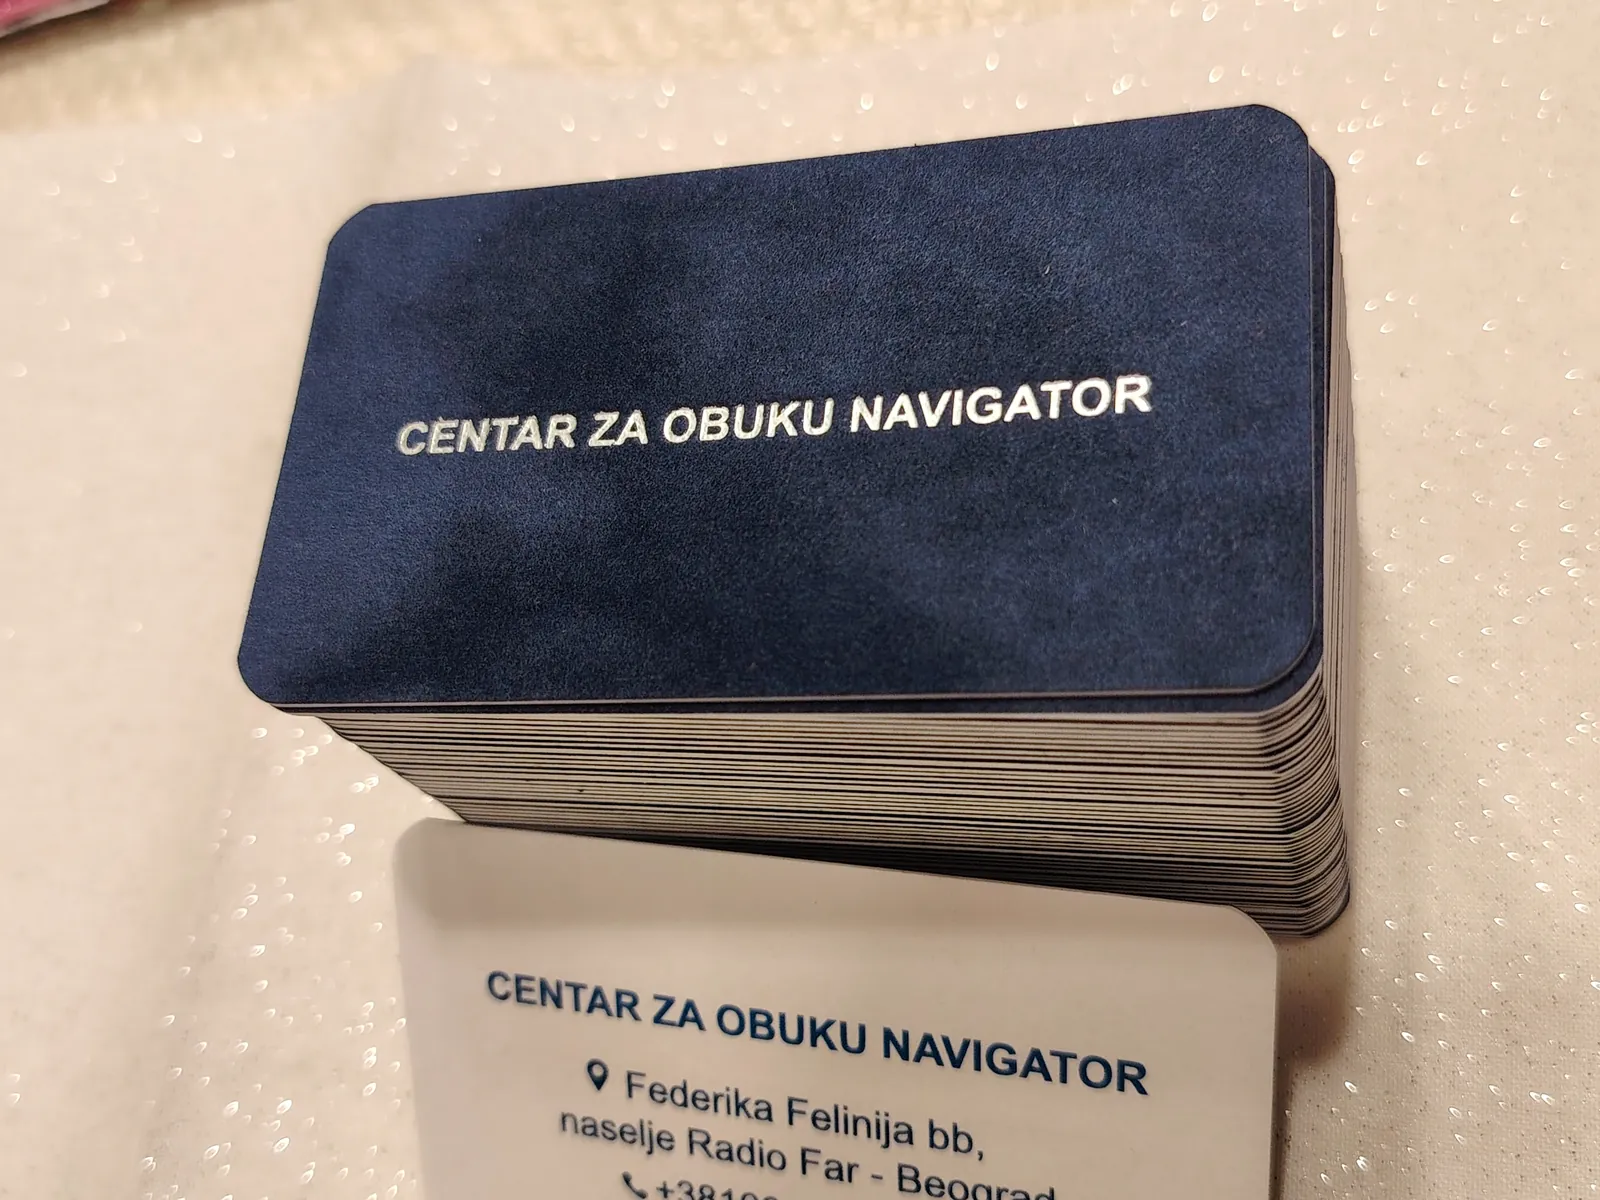 CENTAR ZA OBUKU NAVIGATOR
CENTAR ZA OBUKU NAVIGATOR
Federika Felinija bb,
naselje Radio Far - Beograd